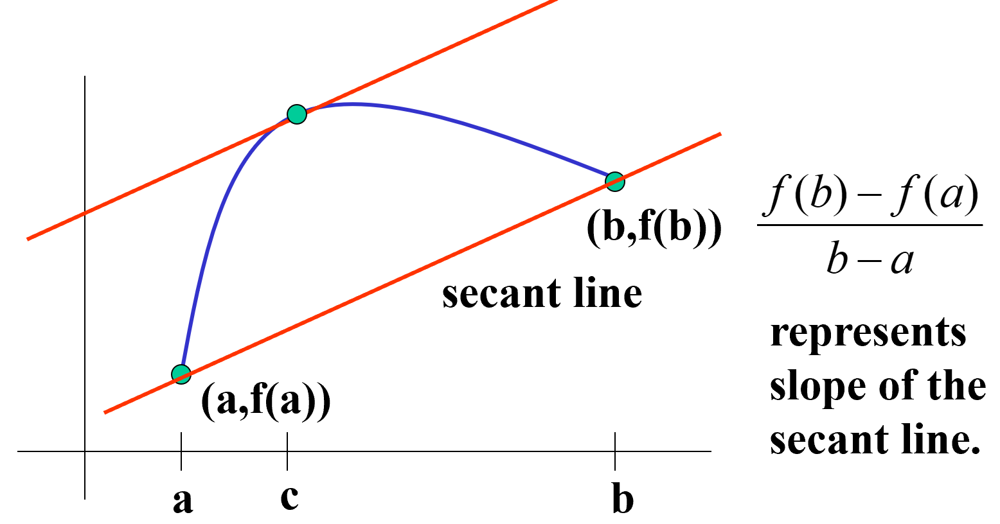 (b,f(b))
f(b) – f(a)
b – a
secant line
represents
slope of the
secant line.
(a,f(a))
a
c
b